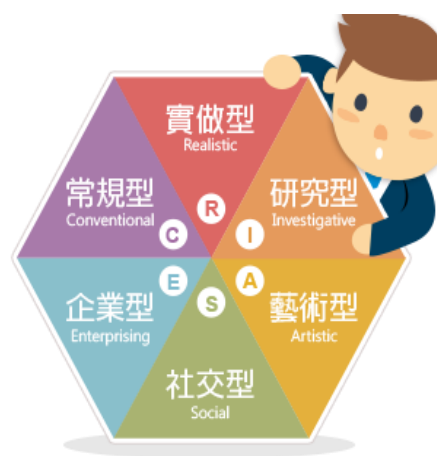 實做型
Realistic
研究型
Investigative
藝術型
Artistic
社交型
Social
企業型
Enterprising
常規型
Conventional
R
I
A
S
E
C